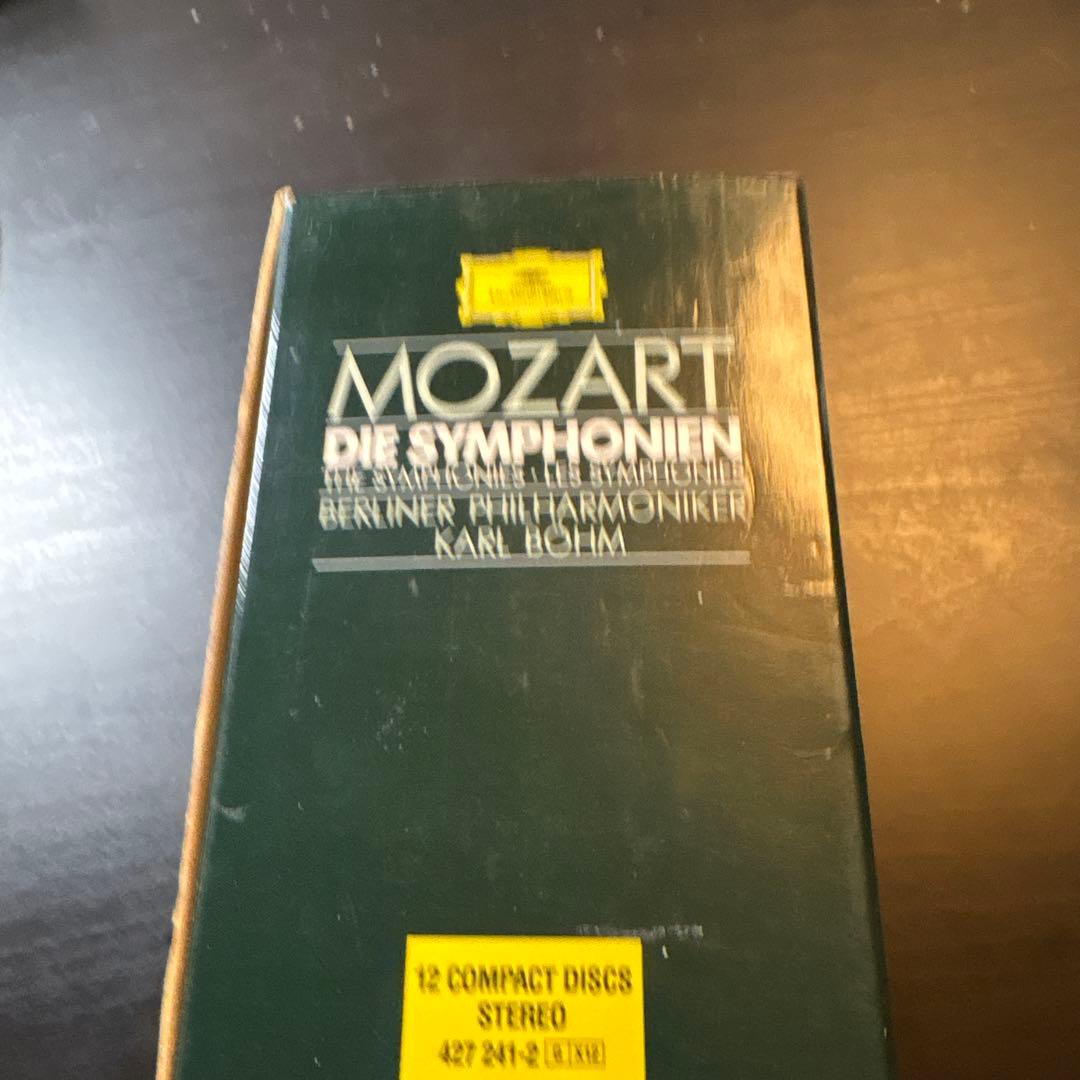 MOZART
DIE SYMPHONIEN
THE SYMPHONIES · LES SYMPHONIES
BERLINER PHILHARMONIKER
KARL BÖHM
12 COMPACT DISCS
STEREO
427 241-2